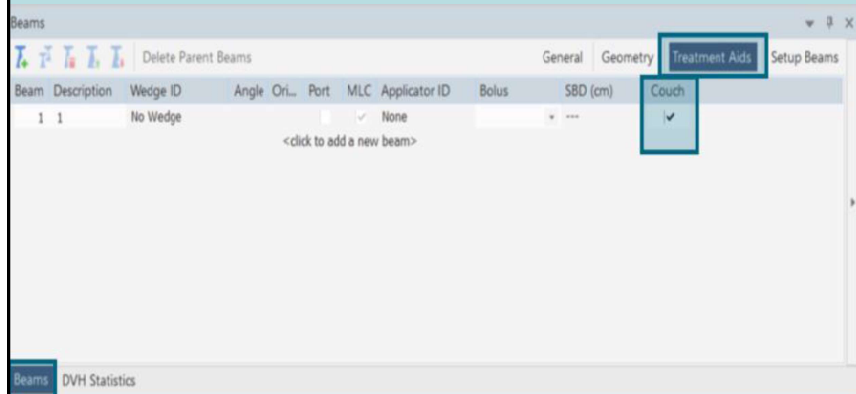 Beams
Delete Parent Beams General Geometry Treatment Aids Setup Beams
Beam Description Wedge ID Angle Ori... Port MLC Applicator ID Bolus SBD (cm) Couch
1 1 No Wedge None ---
<click to add a new beam>
Beams DVH Statistics